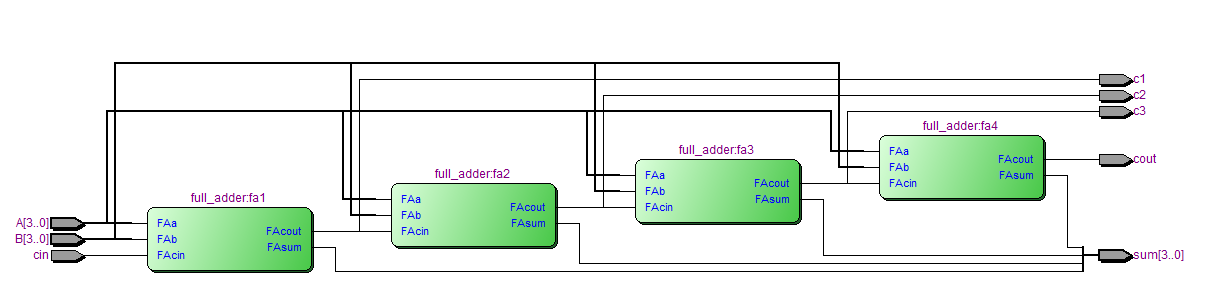 c1
c2
c3
full_adder:fa4
FAa
FAb
FAcin
FAcout
FAsum
cout
full_adder:fa3
FAa
FAb
FAcin
FAcout
FAsum
full_adder:fa2
FAa
FAb
FAcin
FAcout
FAsum
full_adder:fa1
FAa
FAb
FAcin
FAcout
FAsum
A[3..0]
B[3..0]
cin
sum[3..0]